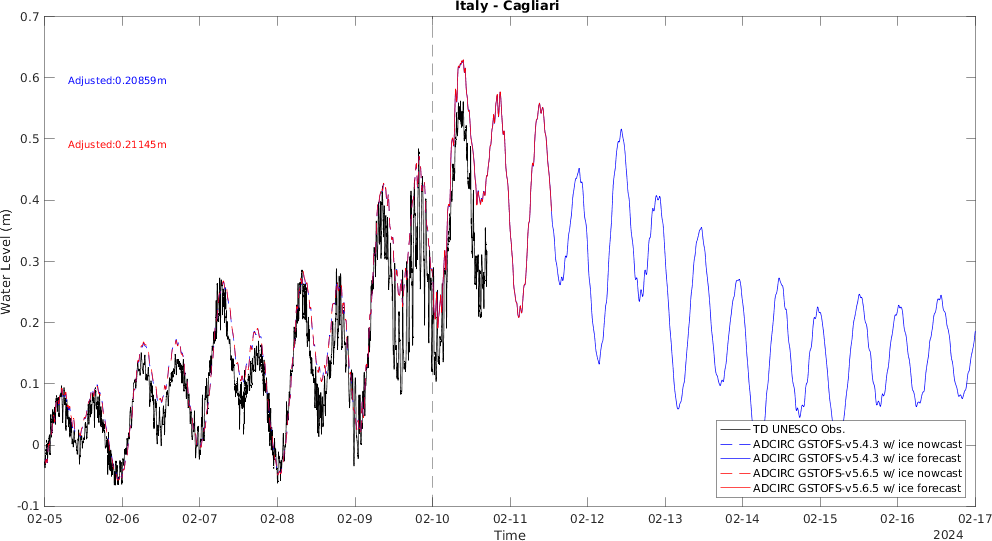 Italy - Cagliari
0.7
0.6
0.5
0.4
0.3
0.2
0.1
0
-0.1
Water Level (m)
Adjusted:0.20859m
Adjusted:0.21145m
TD UNESCO Obs.
ADCIRC GSTOFS-v5.4.3 w/ ice nowcast
ADCIRC GSTOFS-v5.4.3 w/ ice forecast
ADCIRC GSTOFS-v5.6.5 w/ ice nowcast
ADCIRC GSTOFS-v5.6.5 w/ ice forecast
02-05 02-06 02-07 02-08 02-09 02-10 02-11 02-12 02-13 02-14 02-15 02-16 02-17
Time
2024